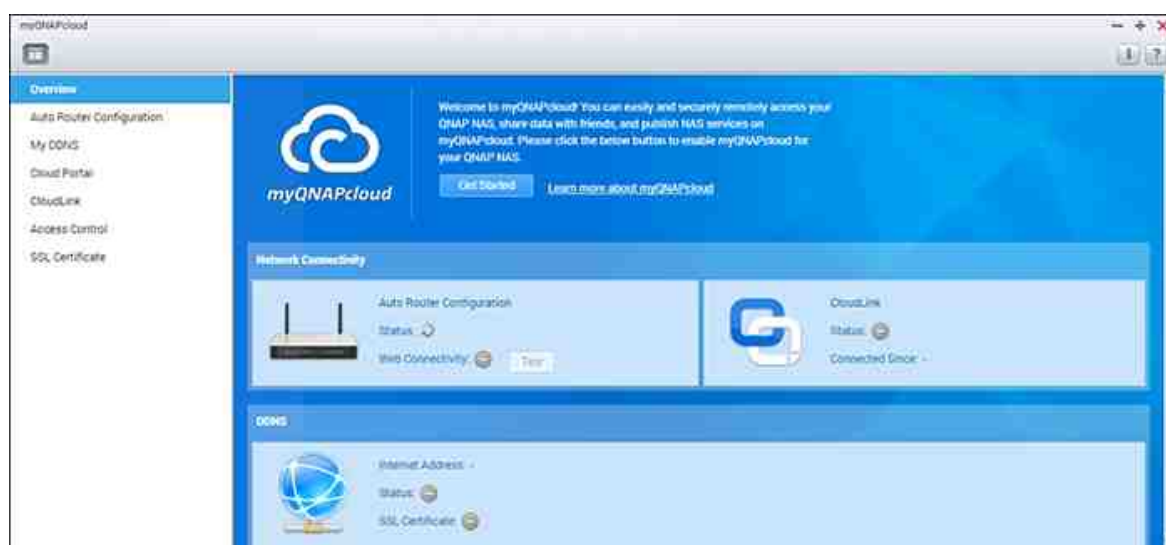 myQNAPcloud
Overview
Auto Router Configuration
My DDNS
Cloud Portal
CloudLink
Access Control
SSL Certificate
myQNAPcloud
Welcome to myQNAPcloud! You can easily and securely remotely access your
QNAP NAS, share data with friends, and publish NAS services on
myQNAPcloud. Please click the below button to enable myQNAPcloud for
your QNAP NAS.
Get Started
Learn more about myQNAPcloud
Network Connectivity
Auto Router Configuration
Status:
Web Connectivity:
Test
CloudLink
Status:
Connected Since: -
DDNS
Internet Address: -
Status:
SSL Certificate: